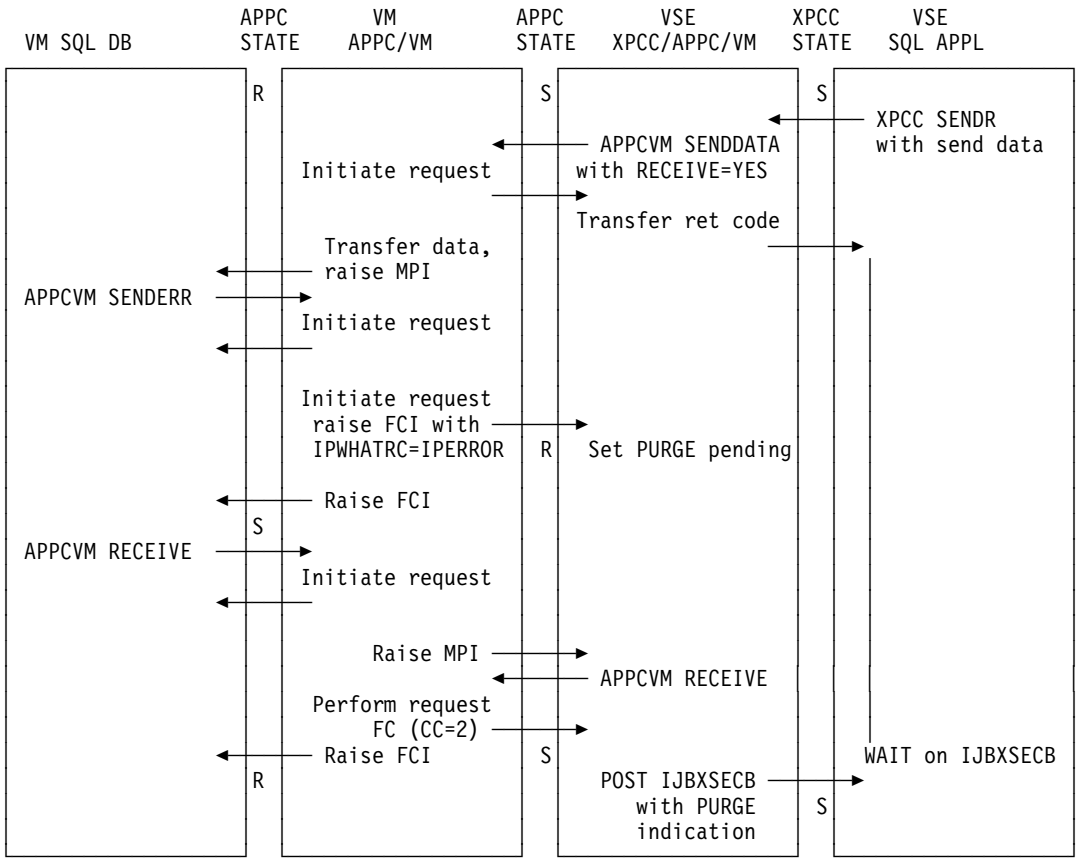 APPC VM APPC VSE XPCC VSE
VM SQL DB STATE APPC/VM STATE XPCC/APPC/VM STATE SQL APPL
R S S
XPCC SENDR
APPCVM SENDDATA with send data
Initiate request with RECEIVE=YES
Transfer ret code
Transfer data,
raise MPI
APPCVM SENDERR
Initiate request
Initiate request
raise FCI with
IPWHATRC=IPERROR R Set PURGE pending
Raise FCI
S
APPCVM RECEIVE
Initiate request
Raise MPI
APPCVM RECEIVE
Perform request
FC (CC=2)
Raise FCI S WAIT on IJBXSECB
R POST IJBXSECB
with PURGE S
indication